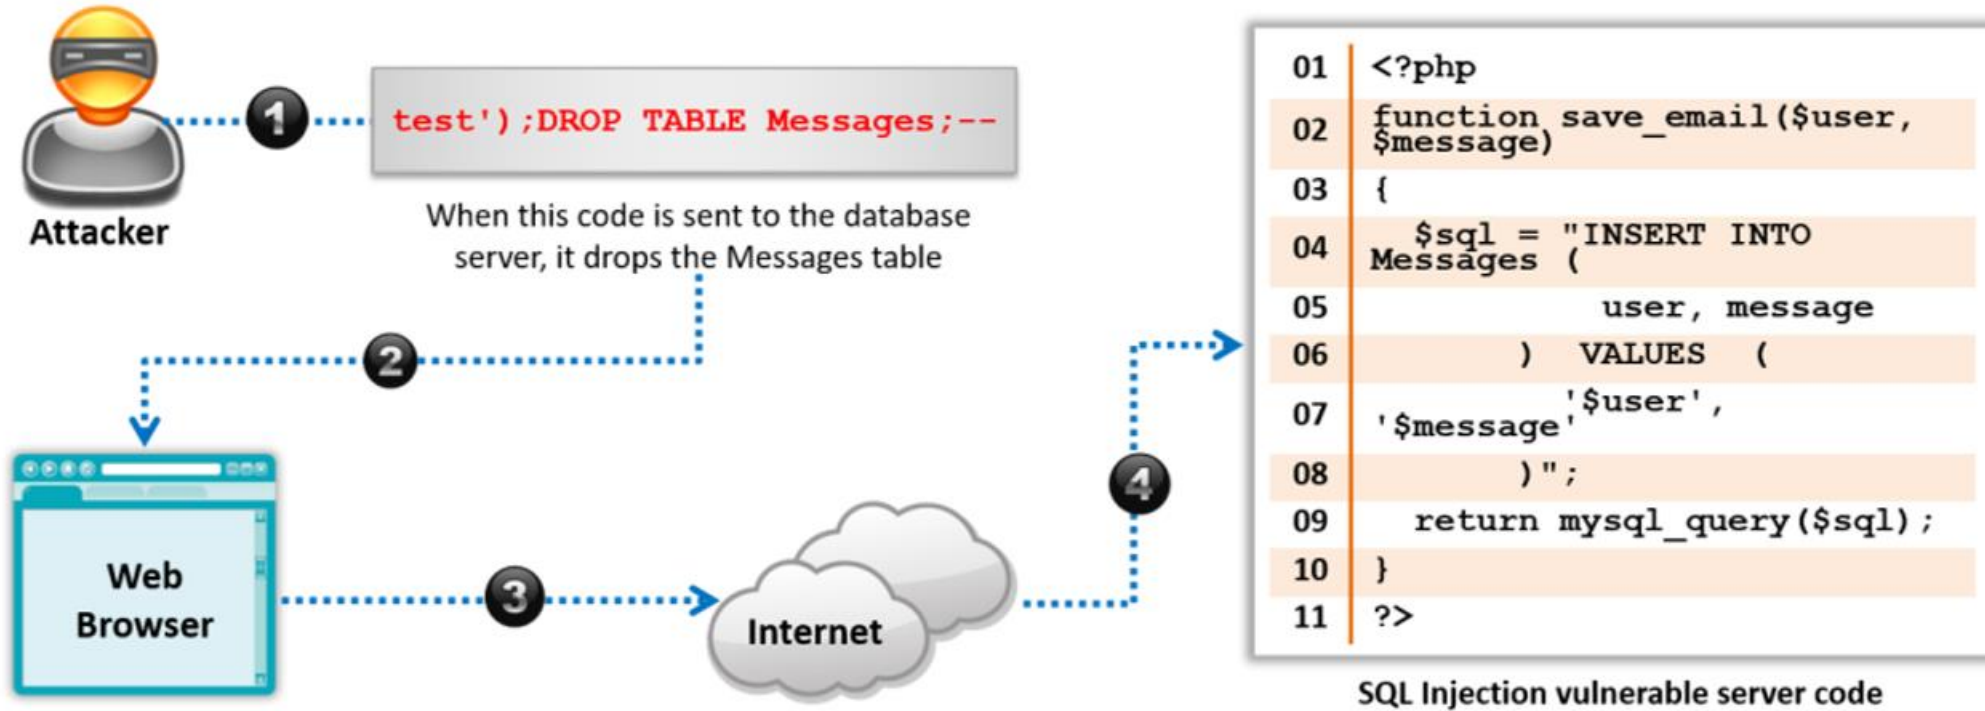 1
test');DROP TABLE Messages;--
Attacker
When this code is sent to the database
server, it drops the Messages table
2
Web
Browser
3
Internet
4
01 <?php
02 function save_email($user,
$message)
03 {
04 $sql = "INSERT INTO
Messages (
05 user, message
06 ) VALUES (
07 '$user',
'$message'
08 )";
09 return mysql_query($sql);
10 }
11 ?>
SQL Injection vulnerable server code